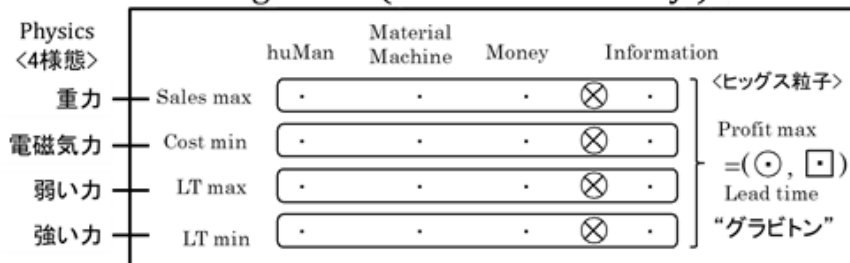 Physics
<4様態>
huMan
Material
Machine
Money
Information
重力
Sales max
<ヒッグス粒子>
電磁気力
Cost min
Profit max
=(⊙, ⊡)
弱い力
LT max
Lead time
強い力
LT min
“グラビトン”